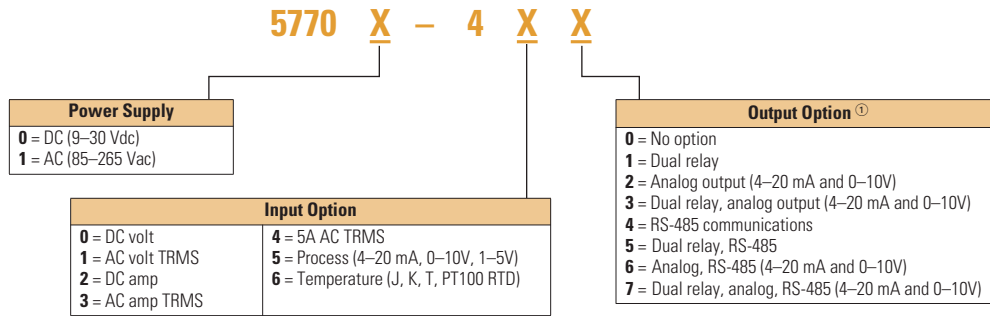 5770 X – 4 X X
Power Supply
0 = DC (9–30 Vdc)
1 = AC (85–265 Vac)
Input Option
0 = DC volt
1 = AC volt TRMS
2 = DC amp
3 = AC amp TRMS
4 = 5A AC TRMS
5 = Process (4–20 mA, 0–10V, 1–5V)
6 = Temperature (J, K, T, PT100 RTD)
Output Option ①
0 = No option
1 = Dual relay
2 = Analog output (4–20 mA and 0–10V)
3 = Dual relay, analog output (4–20 mA and 0–10V)
4 = RS-485 communications
5 = Dual relay, RS-485
6 = Analog, RS-485 (4–20 mA and 0–10V)
7 = Dual relay, analog, RS-485 (4–20 mA and 0–10V)